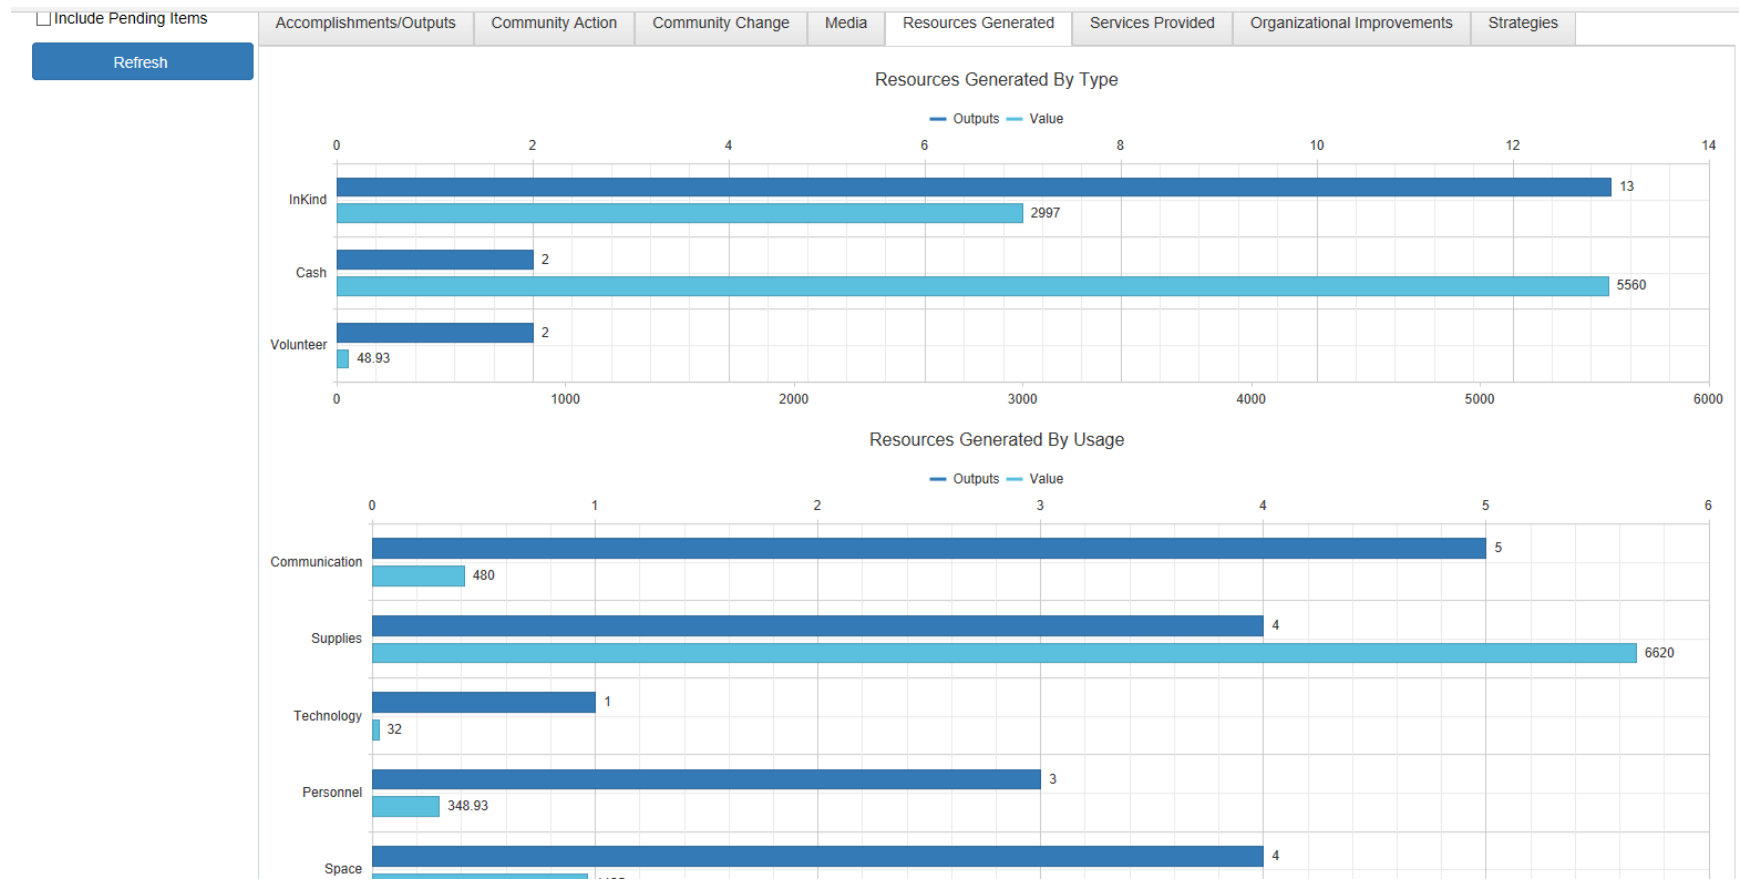 Include Pending Items
Refresh
Accomplishments/Outputs Community Action Community Change Media Resources Generated Services Provided Organizational Improvements Strategies
Resources Generated By Type
Outputs Value
0 2 4 6 8 10 12 14
InKind
13
2997
Cash
2
5560
Volunteer
2
48.93
0 1000 2000 3000 4000 5000 6000
Resources Generated By Usage
Outputs Value
0 1 2 3 4 5 6
Communication
5
480
Supplies
4
6620
Technology
1
32
Personnel
3
348.93
Space
4